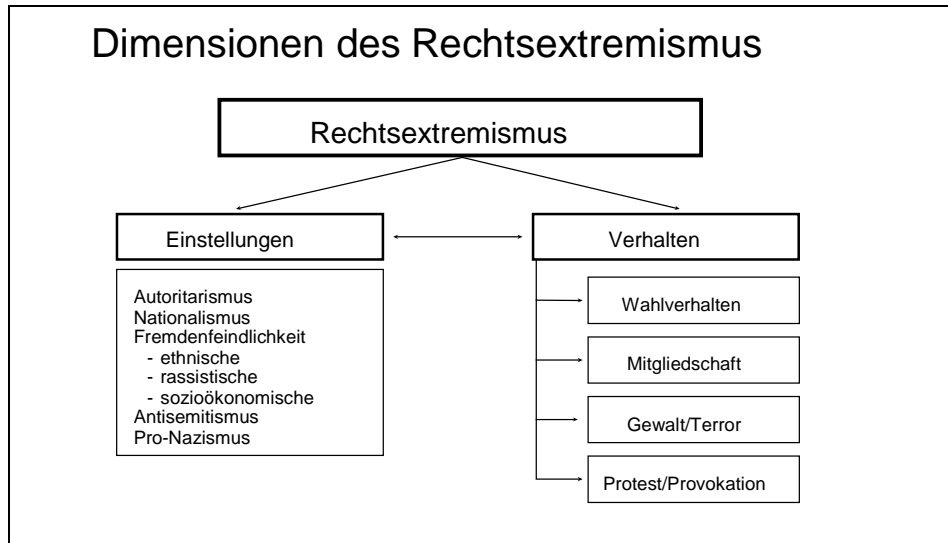 Dimensionen des Rechtsextremismus
Rechtsextremismus
Einstellungen
Autoritarismus
Nationalismus
Fremdenfeindlichkeit
- ethnische
- rassistische
- sozioökonomische
Antisemitismus
Pro-Nazismus
Verhalten
Wahlverhalten
Mitgliedschaft
Gewalt/Terror
Protest/Provokation